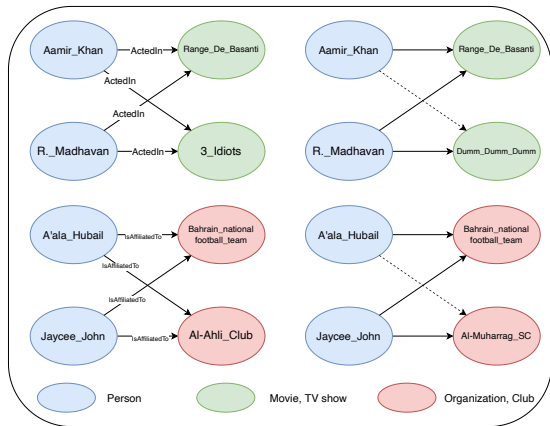 Aamir_Khan
ActedIn
Range_De_Basanti
ActedIn
ActedIn
R._Madhavan
ActedIn
3_Idiots
Aamir_Khan
Range_De_Basanti
R._Madhavan
Dumm_Dumm_Dumm
A'ala_Hubail
IsAffiliatedTo
Bahrain_national
football_team
IsAffiliatedTo
IsAffiliatedTo
Jaycee_John
IsAffiliatedTo
Al-Ahli_Club
A'ala_Hubail
Bahrain_national
football_team
Jaycee_John
Al-Muharrag_SC
Person
Movie, TV show
Organization, Club